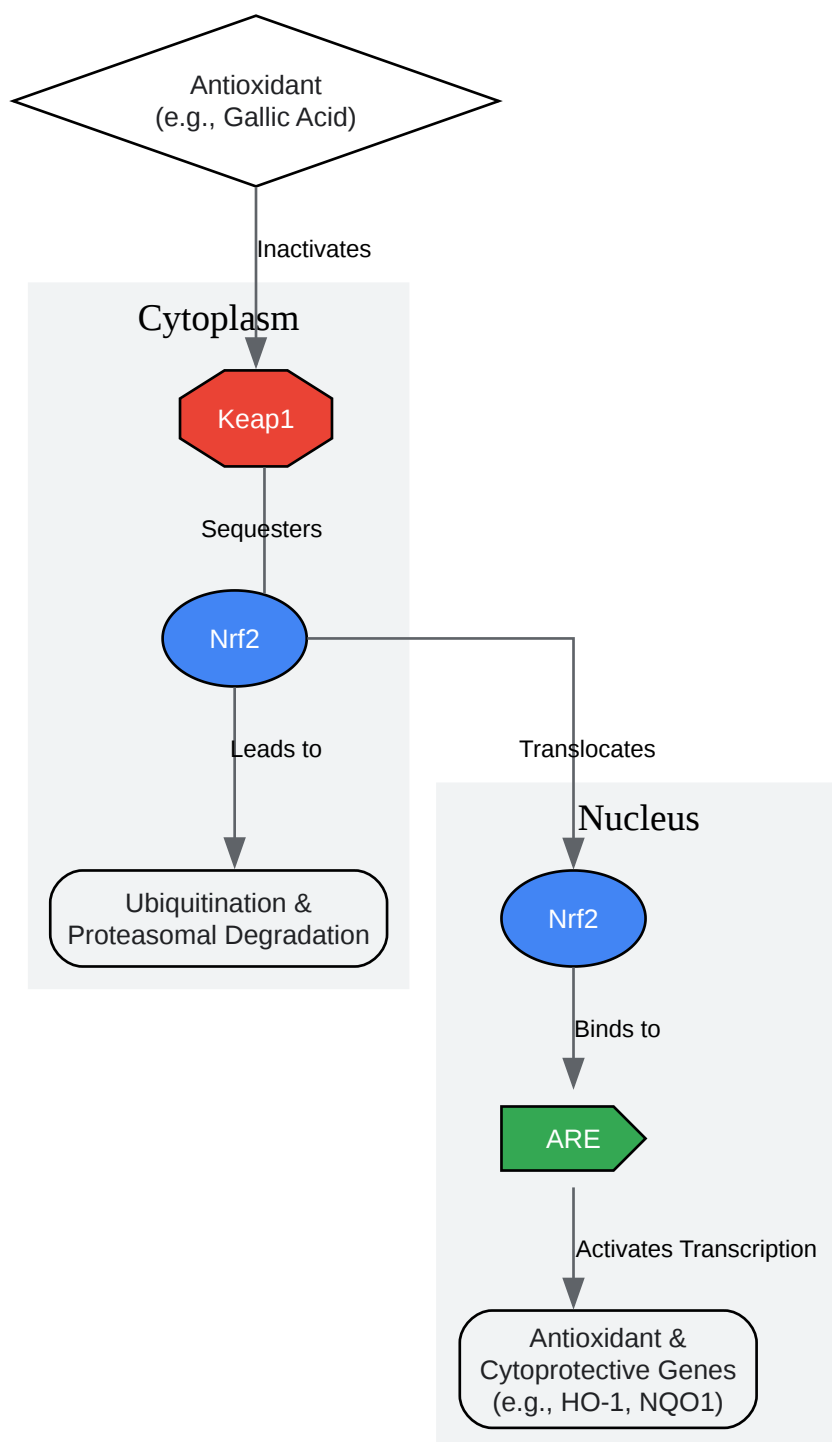 Antioxidant
(e.g., Gallic Acid)
Inactivates
Cytoplasm
Keap1
Sequesters
Nrf2
Leads to
Translocates
Nucleus
Ubiquitination &
Proteasomal Degradation
Nrf2
Binds to
ARE
Activates Transcription
Antioxidant &
Cytoprotective Genes
(e.g., HO-1, NQO1)